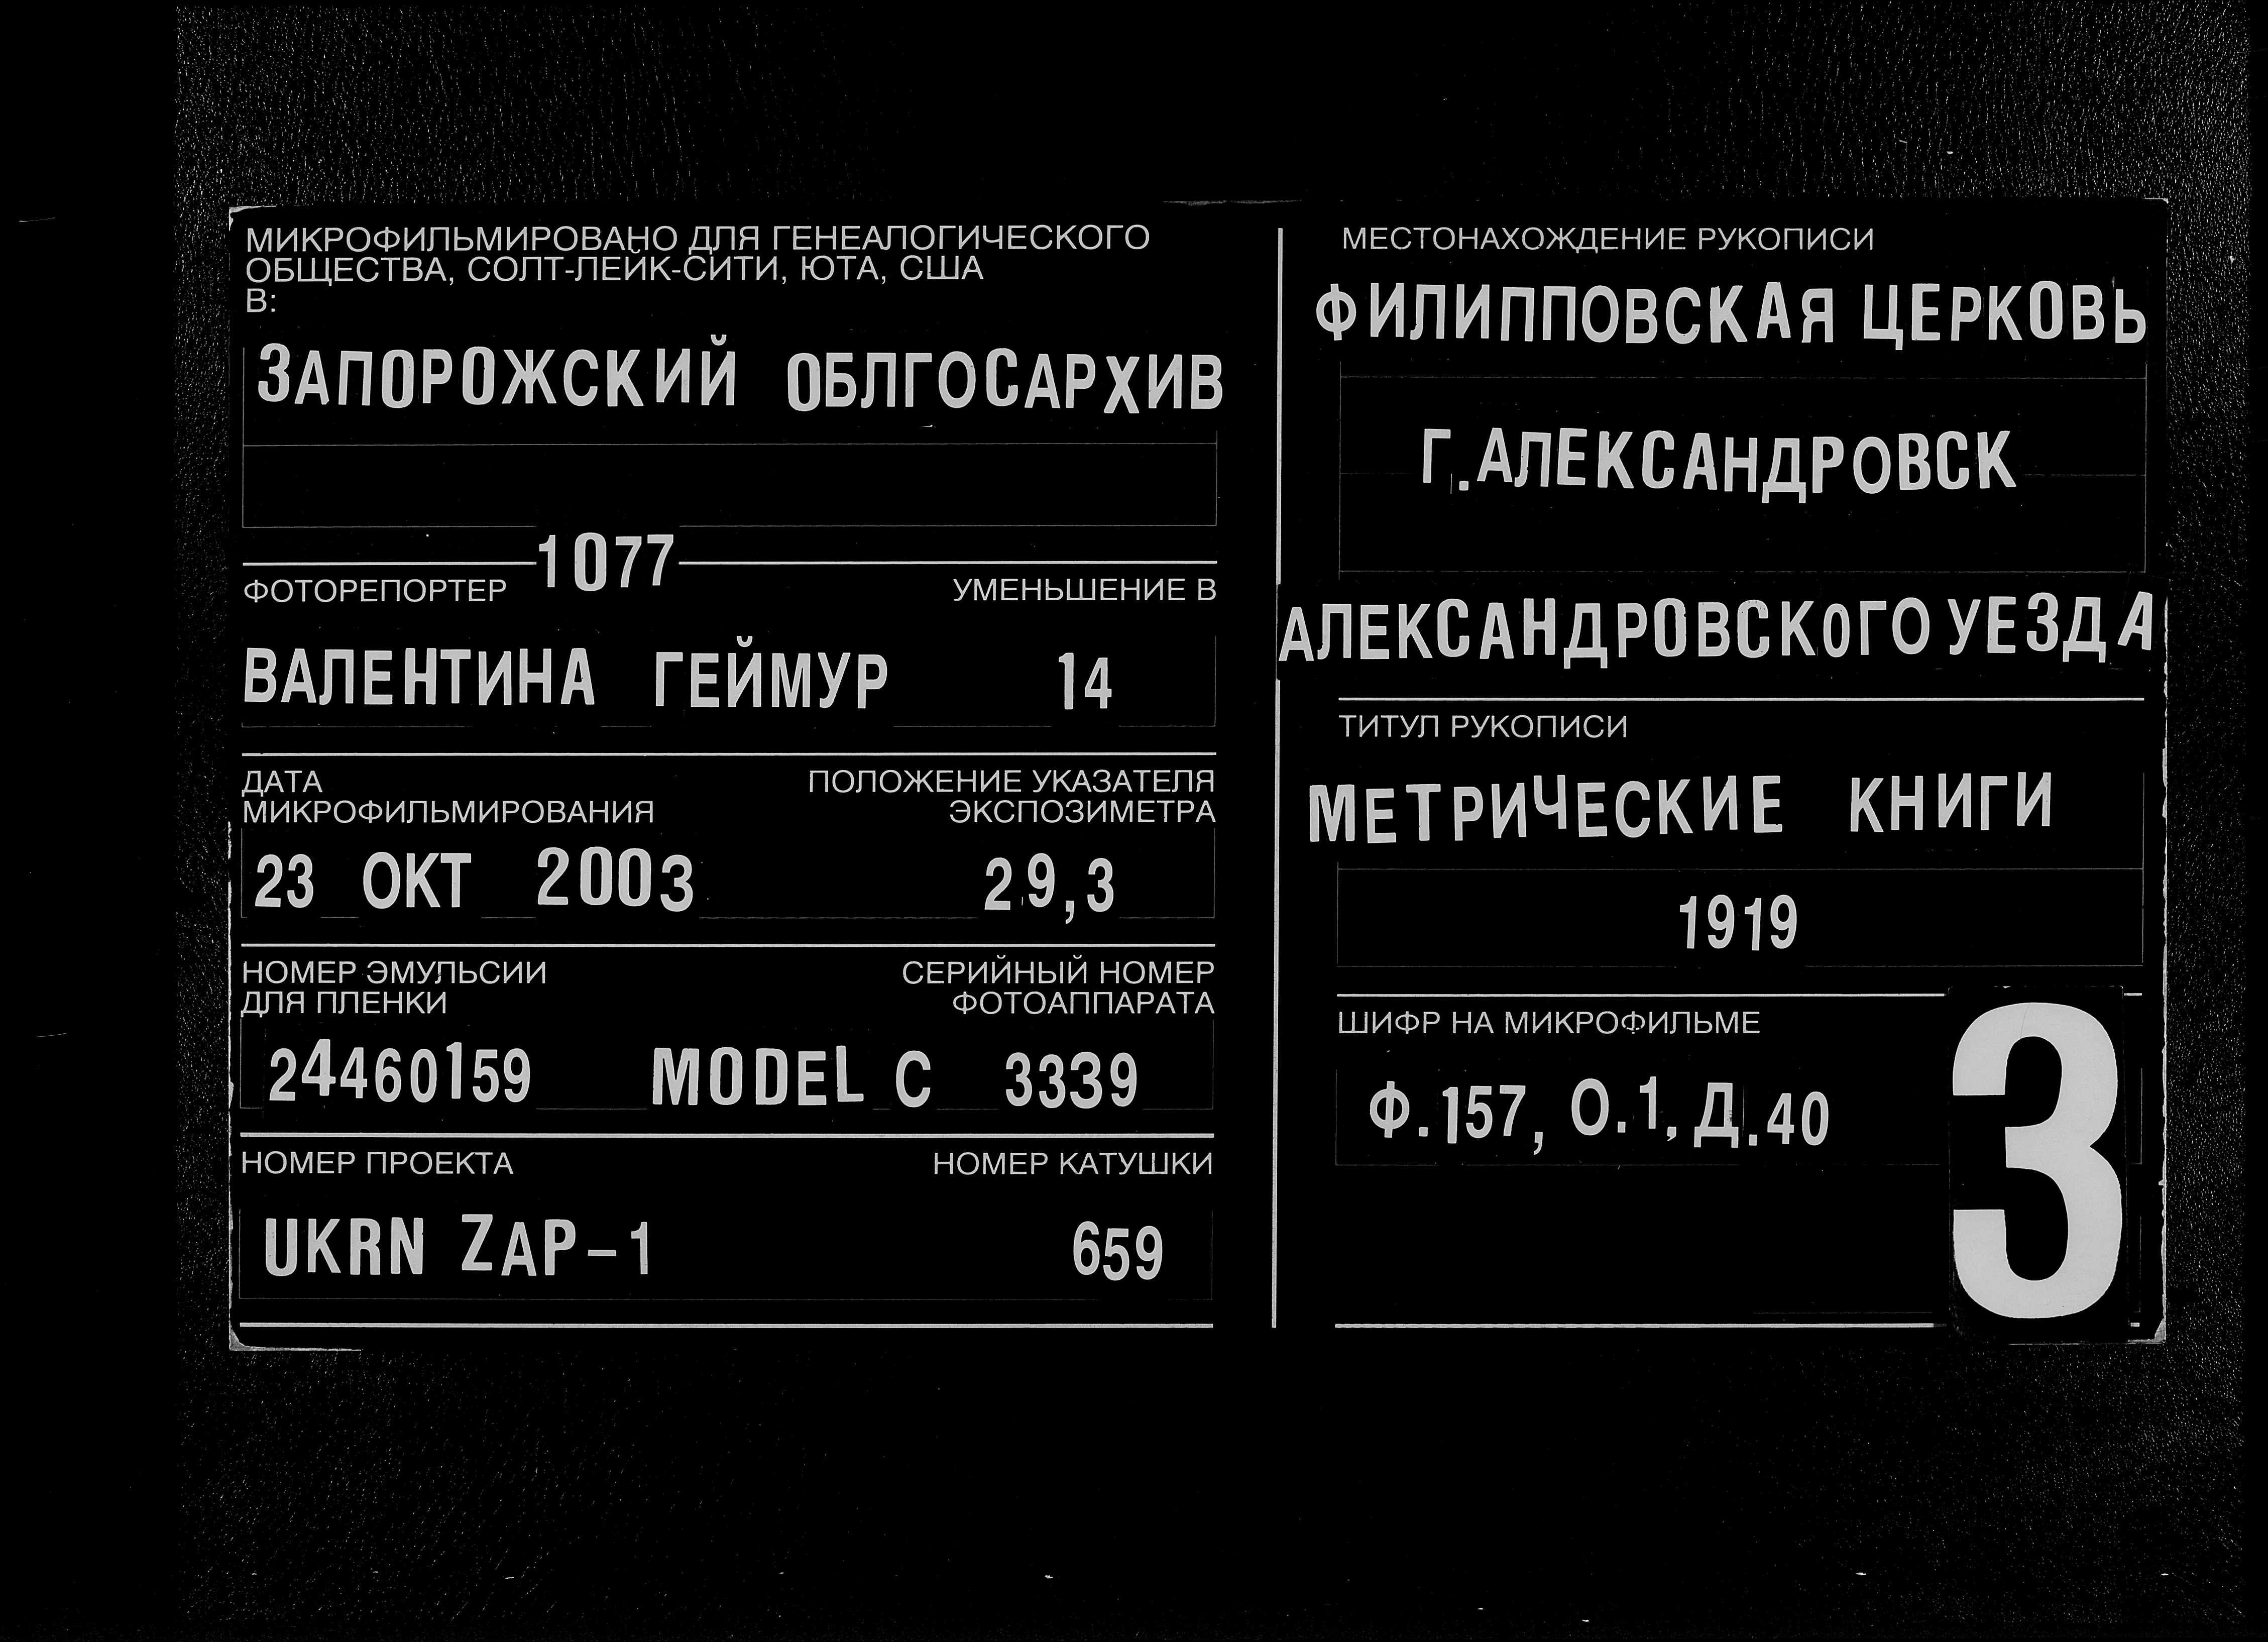 МИКРОФИЛЬМИРОВАНО ДЛЯ ГЕНЕАЛОГИЧЕСКОГО
ОБЩЕСТВА, СОЛТ-ЛЕЙК-СИТИ, ЮТА, США
В:
ЗАПОРОЖСКИЙ ОБЛГОСАРХИВ
1077
ФОТОРЕПОРТЕР УМЕНЬШЕНИЕ В
ВАЛЕНТИНА ГЕЙМУР 14
ДАТА ПОЛОЖЕНИЕ УКАЗАТЕЛЯ
МИКРОФИЛЬМИРОВАНИЯ ЭКСПОЗИМЕТРА
23 ОКТ 2003 29,3
НОМЕР ЭМУЛЬСИИ СЕРИЙНЫЙ НОМЕР
ДЛЯ ПЛЕНКИ ФОТОАППАРАТА
24460159 MODEL C 3339
НОМЕР ПРОЕКТА НОМЕР КАТУШКИ
UKRN ZAP-1 659
МЕСТОНАХОЖДЕНИЕ РУКОПИСИ
ФИЛИППОВСКАЯ ЦЕРКОВЬ
Г.АЛЕКСАНДРОВСК
АЛЕКСАНДРОВСКОГО УЕЗДА
ТИТУЛ РУКОПИСИ
МЕТРИЧЕСКИЕ КНИГИ
1919
ШИФР НА МИКРОФИЛЬМЕ
Ф.157, О.1, Д.40
3